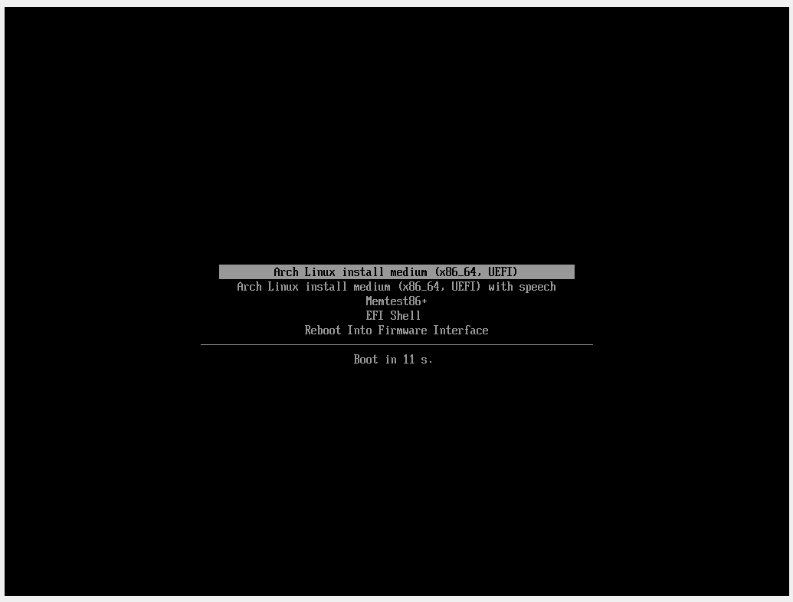 Arch Linux install medium (x86_64, UEFI)
Arch Linux install medium (x86_64, UEFI) with speech
Memtest86+
EFI Shell
Reboot Into Firmware Interface
Boot in 11 s.